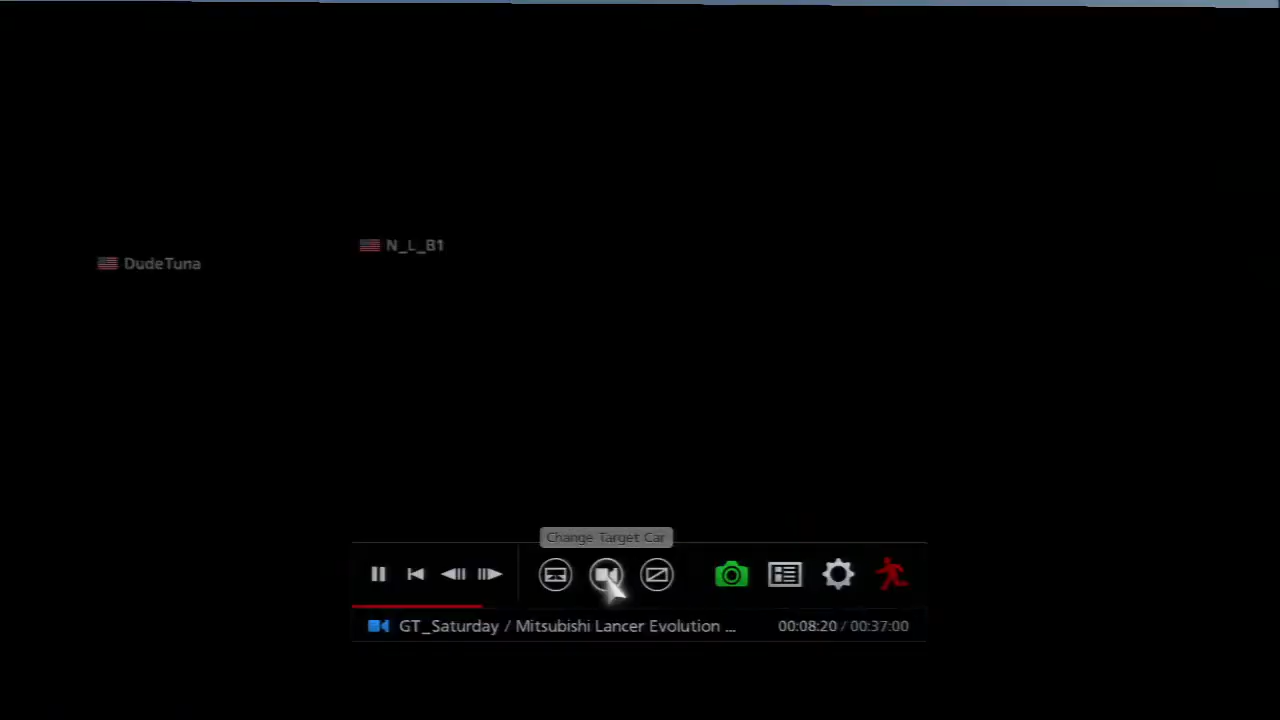 N_L_B1
DudeTuna
Change Target Car
GT_Saturday / Mitsubishi Lancer Evolution ...
00:08:20 / 00:37:00